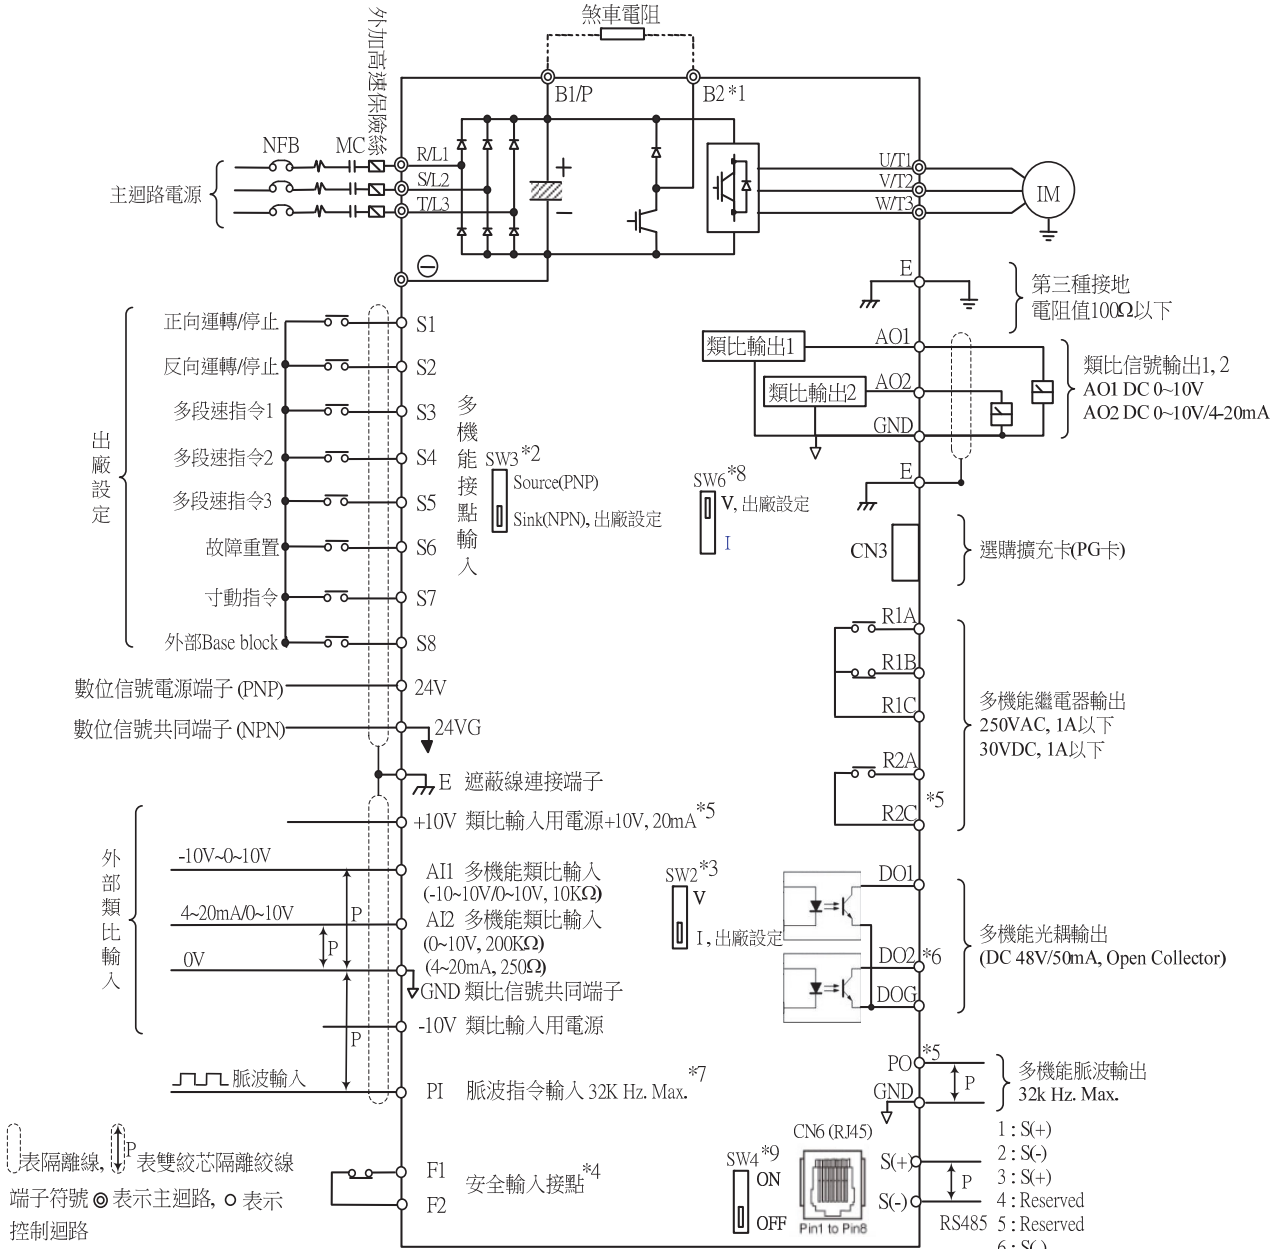 煞車電阻
外加高速保險絲
B1/P
B2 *1
NFB
MC
主迴路電源
R/L1
S/L2
T/L3
+
−
−
U/T1
V/T2
W/T3
IM
E
第三種接地
電阻值100Ω以下
出廠設定
正向運轉/停止
S1
反向運轉/停止
S2
多段速指令1
S3
多段速指令2
S4
多段速指令3
S5
故障重置
S6
寸動指令
S7
外部Base block
S8
多機能接點輸入
SW3 *2
Source(PNP)
Sink(NPN), 出廠設定
數位信號電源端子 (PNP)
24V
數位信號共同端子 (NPN)
24VG
E 遮蔽線連接端子
類比輸出1
AO1
類比輸出2
AO2
GND
類比信號輸出1, 2
AO1 DC 0~10V
AO2 DC 0~10V/4-20mA
E
SW6 *8
V, 出廠設定
I
CN3
選購擴充卡(PG卡)
R1A
R1B
R1C
R2A
R2C
*5
多機能繼電器輸出
250VAC, 1A以下
30VDC, 1A以下
外部類比輸入
+10V 類比輸入用電源+10V, 20mA *5
-10V~0~10V
AI1 多機能類比輸入
(-10~10V/0~10V, 10KΩ)
4~20mA/0~10V
P
AI2 多機能類比輸入
(0~10V, 200KΩ)
(4~20mA, 250Ω)
P
0V
GND 類比信號共同端子
-10V 類比輸入用電源
P
脈波輸入
PI 脈波指令輸入 32K Hz. Max. *7
SW2 *3
V
I , 出廠設定
DO1
DO2 *6
DOG
多機能光耦輸出
(DC 48V/50mA, Open Collector)
PO *5
GND
P
多機能脈波輸出
32k Hz. Max.
表隔離線,
P
表雙絞芯隔離絞線
端子符號 ◎ 表示主迴路, ○ 表示
控制迴路
F1
F2
安全輸入接點 *4
SW4 *9
ON
OFF
CN6 (RJ45)
Pin1 to Pin8
S(+)
S(-)
P
RS485
1 : S(+)
2 : S(-)
3 : S(+)
4 : Reserved
5 : Reserved
6 : S(-)